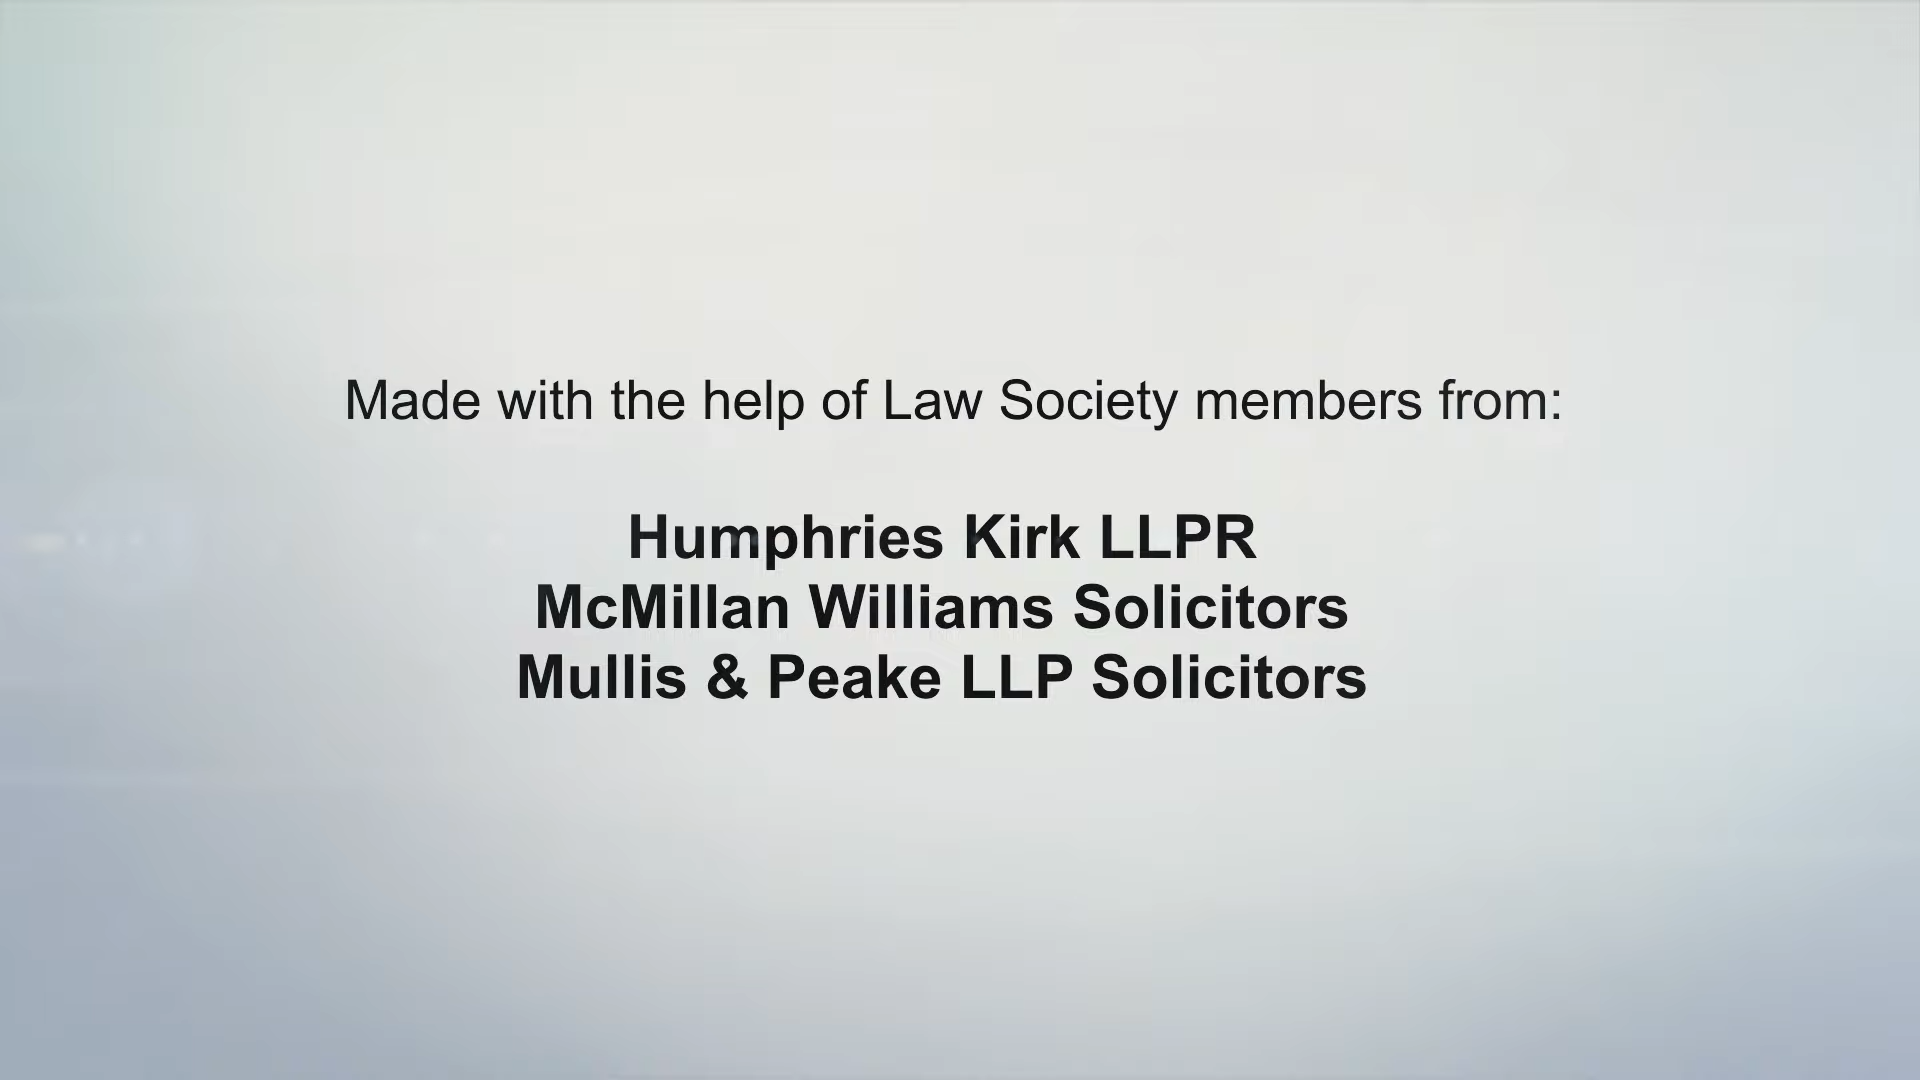 Made with the help of Law Society members from:
Humphries Kirk LLPR
McMillan Williams Solicitors
Mullis & Peake LLP Solicitors